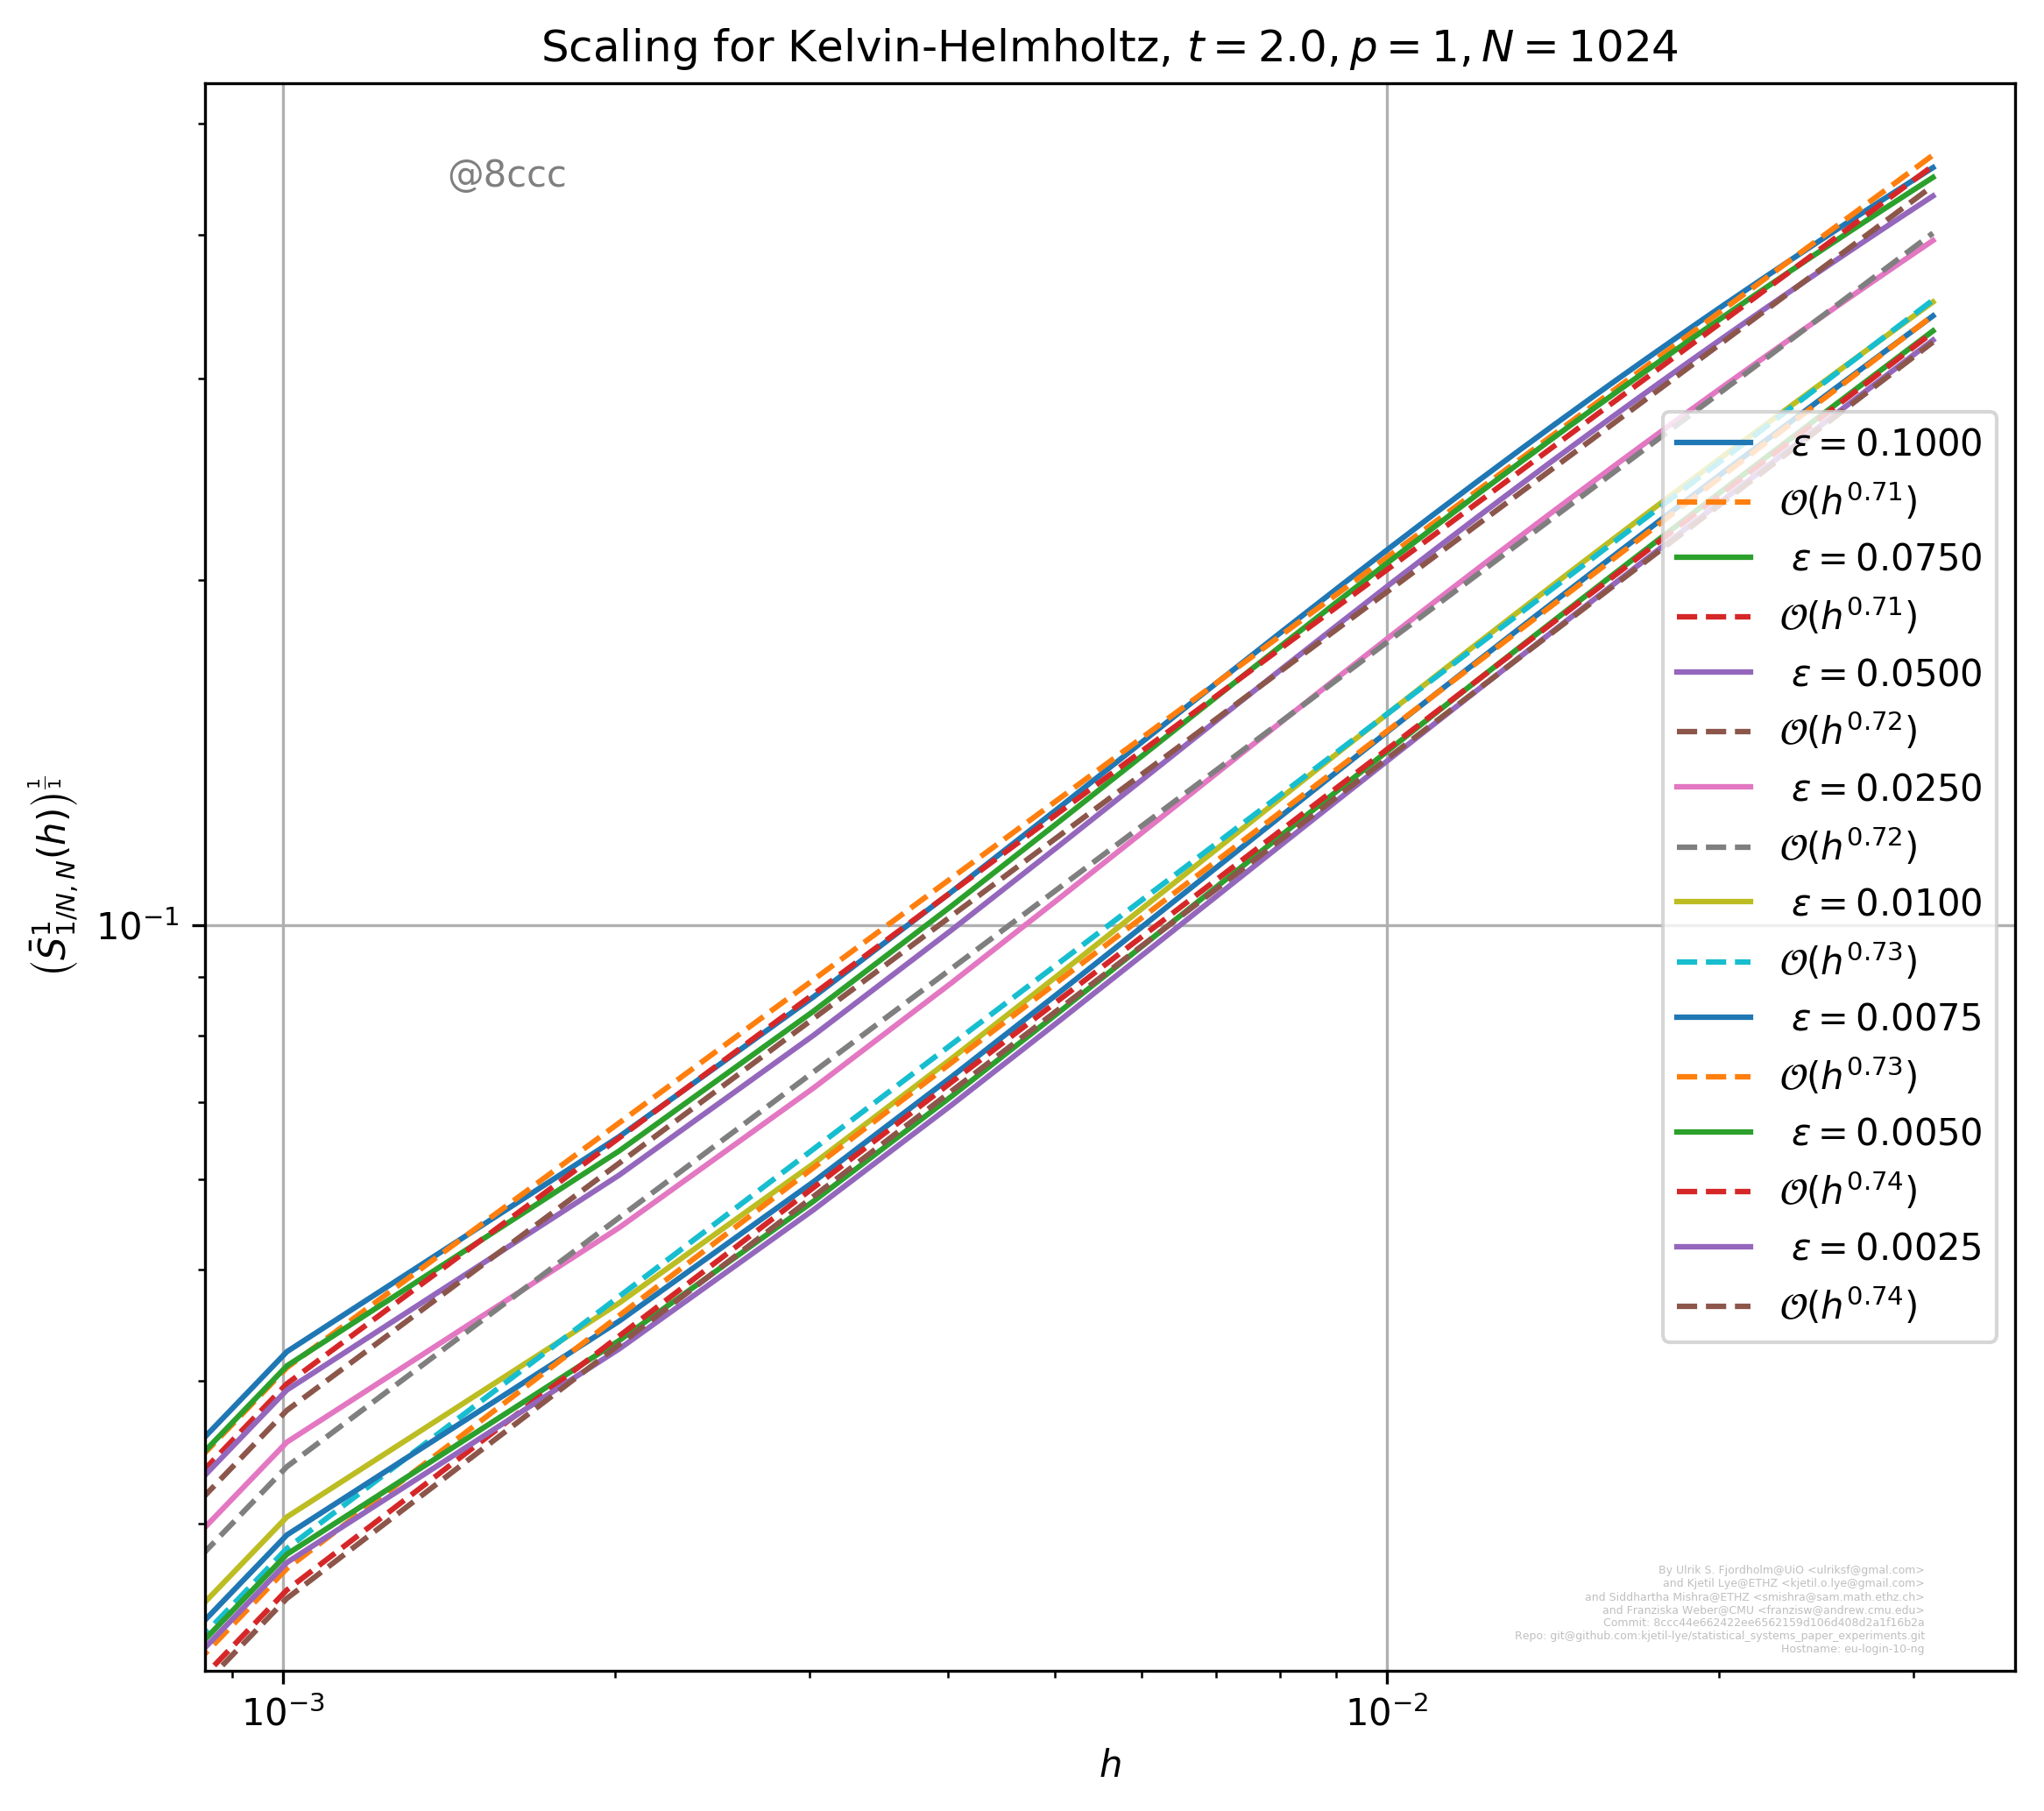 Scaling for Kelvin-Helmholtz, t = 2.0, p = 1, N = 1024
@8ccc
(S̄¹_{1/N, N}(h))^{1/1}
10⁻¹
ε = 0.1000
𝒪(h^{0.71})
ε = 0.0750
𝒪(h^{0.71})
ε = 0.0500
𝒪(h^{0.72})
ε = 0.0250
𝒪(h^{0.72})
ε = 0.0100
𝒪(h^{0.73})
ε = 0.0075
𝒪(h^{0.73})
ε = 0.0050
𝒪(h^{0.74})
ε = 0.0025
𝒪(h^{0.74})
By Ulrik S. Fjordholm@UiO <ulriksf@gmal.com>
and Kjetil Lye@ETHZ <kjetil.o.lye@gmail.com>
and Siddhartha Mishra@ETHZ <smishra@sam.math.ethz.ch>
and Franziska Weber@CMU <franzisw@andrew.cmu.edu>
Commit: 8ccc44e662422ee6562159d106d408d2a1f16b2a
Repo: git@github.com:kjetil-lye/statistical_systems_paper_experiments.git
Hostname: eu-login-10-ng
10⁻³
10⁻²
h